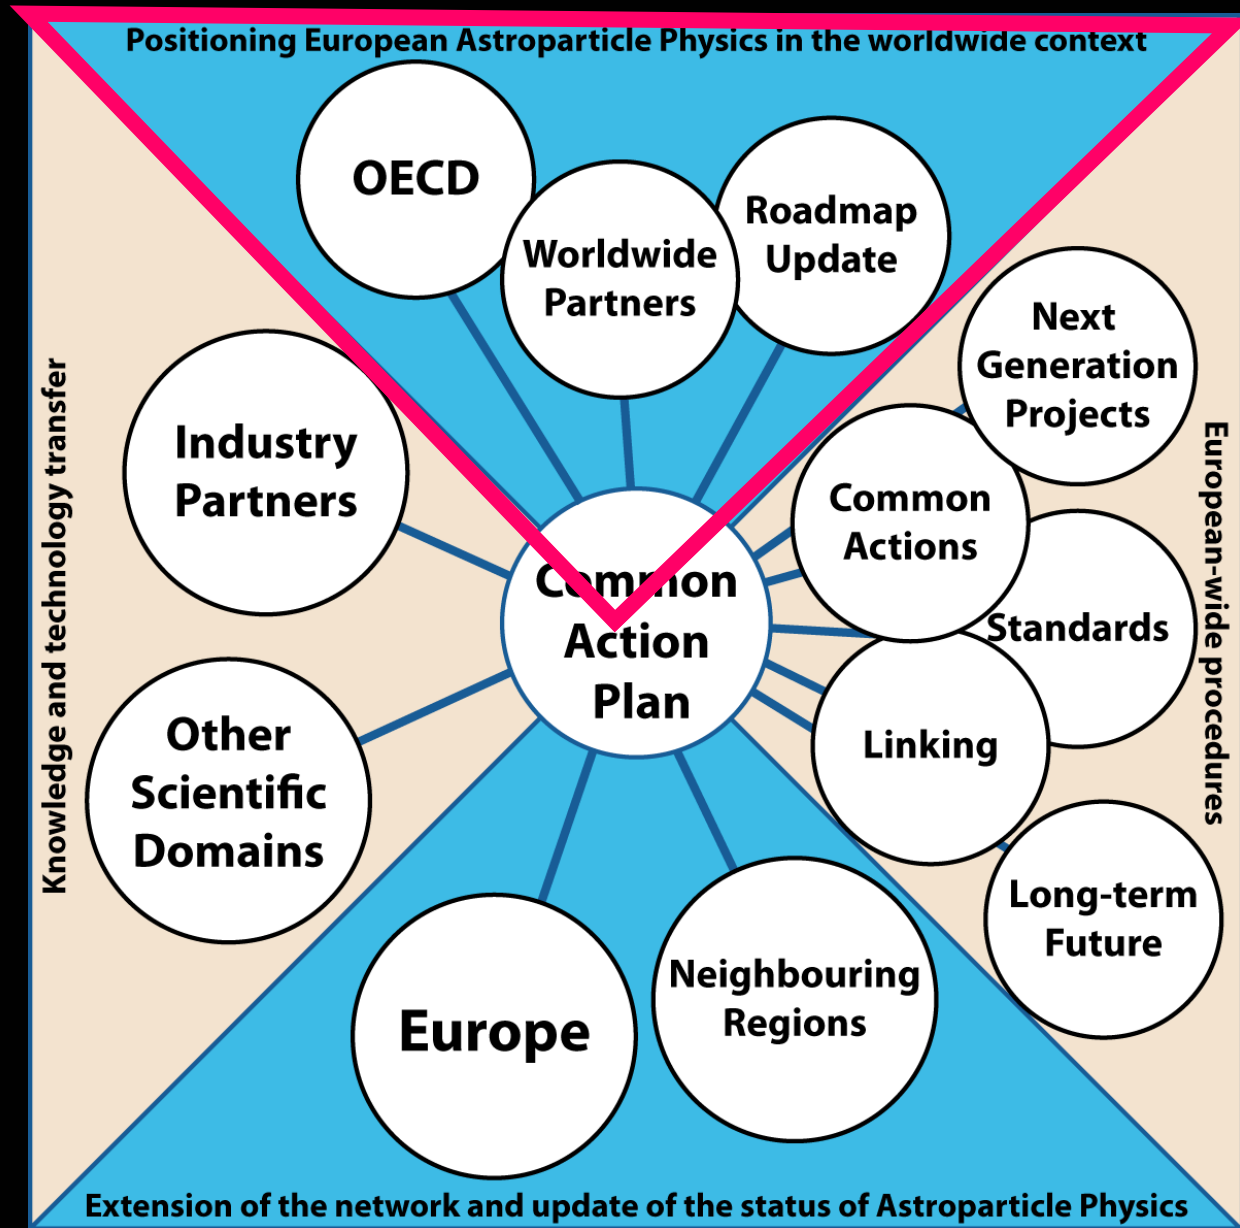 Positioning European Astroparticle Physics in the worldwide context
OECD
Worldwide
Partners
Roadmap
Update
Next
Generation
Projects
Industry
Partners
Common
Actions
Standards
Common
Action
Plan
Linking
Other
Scientific
Domains
Long-term
Future
Europe
Neighbouring
Regions
Knowledge and technology transfer
European-wide procedures
Extension of the network and update of the status of Astroparticle Physics